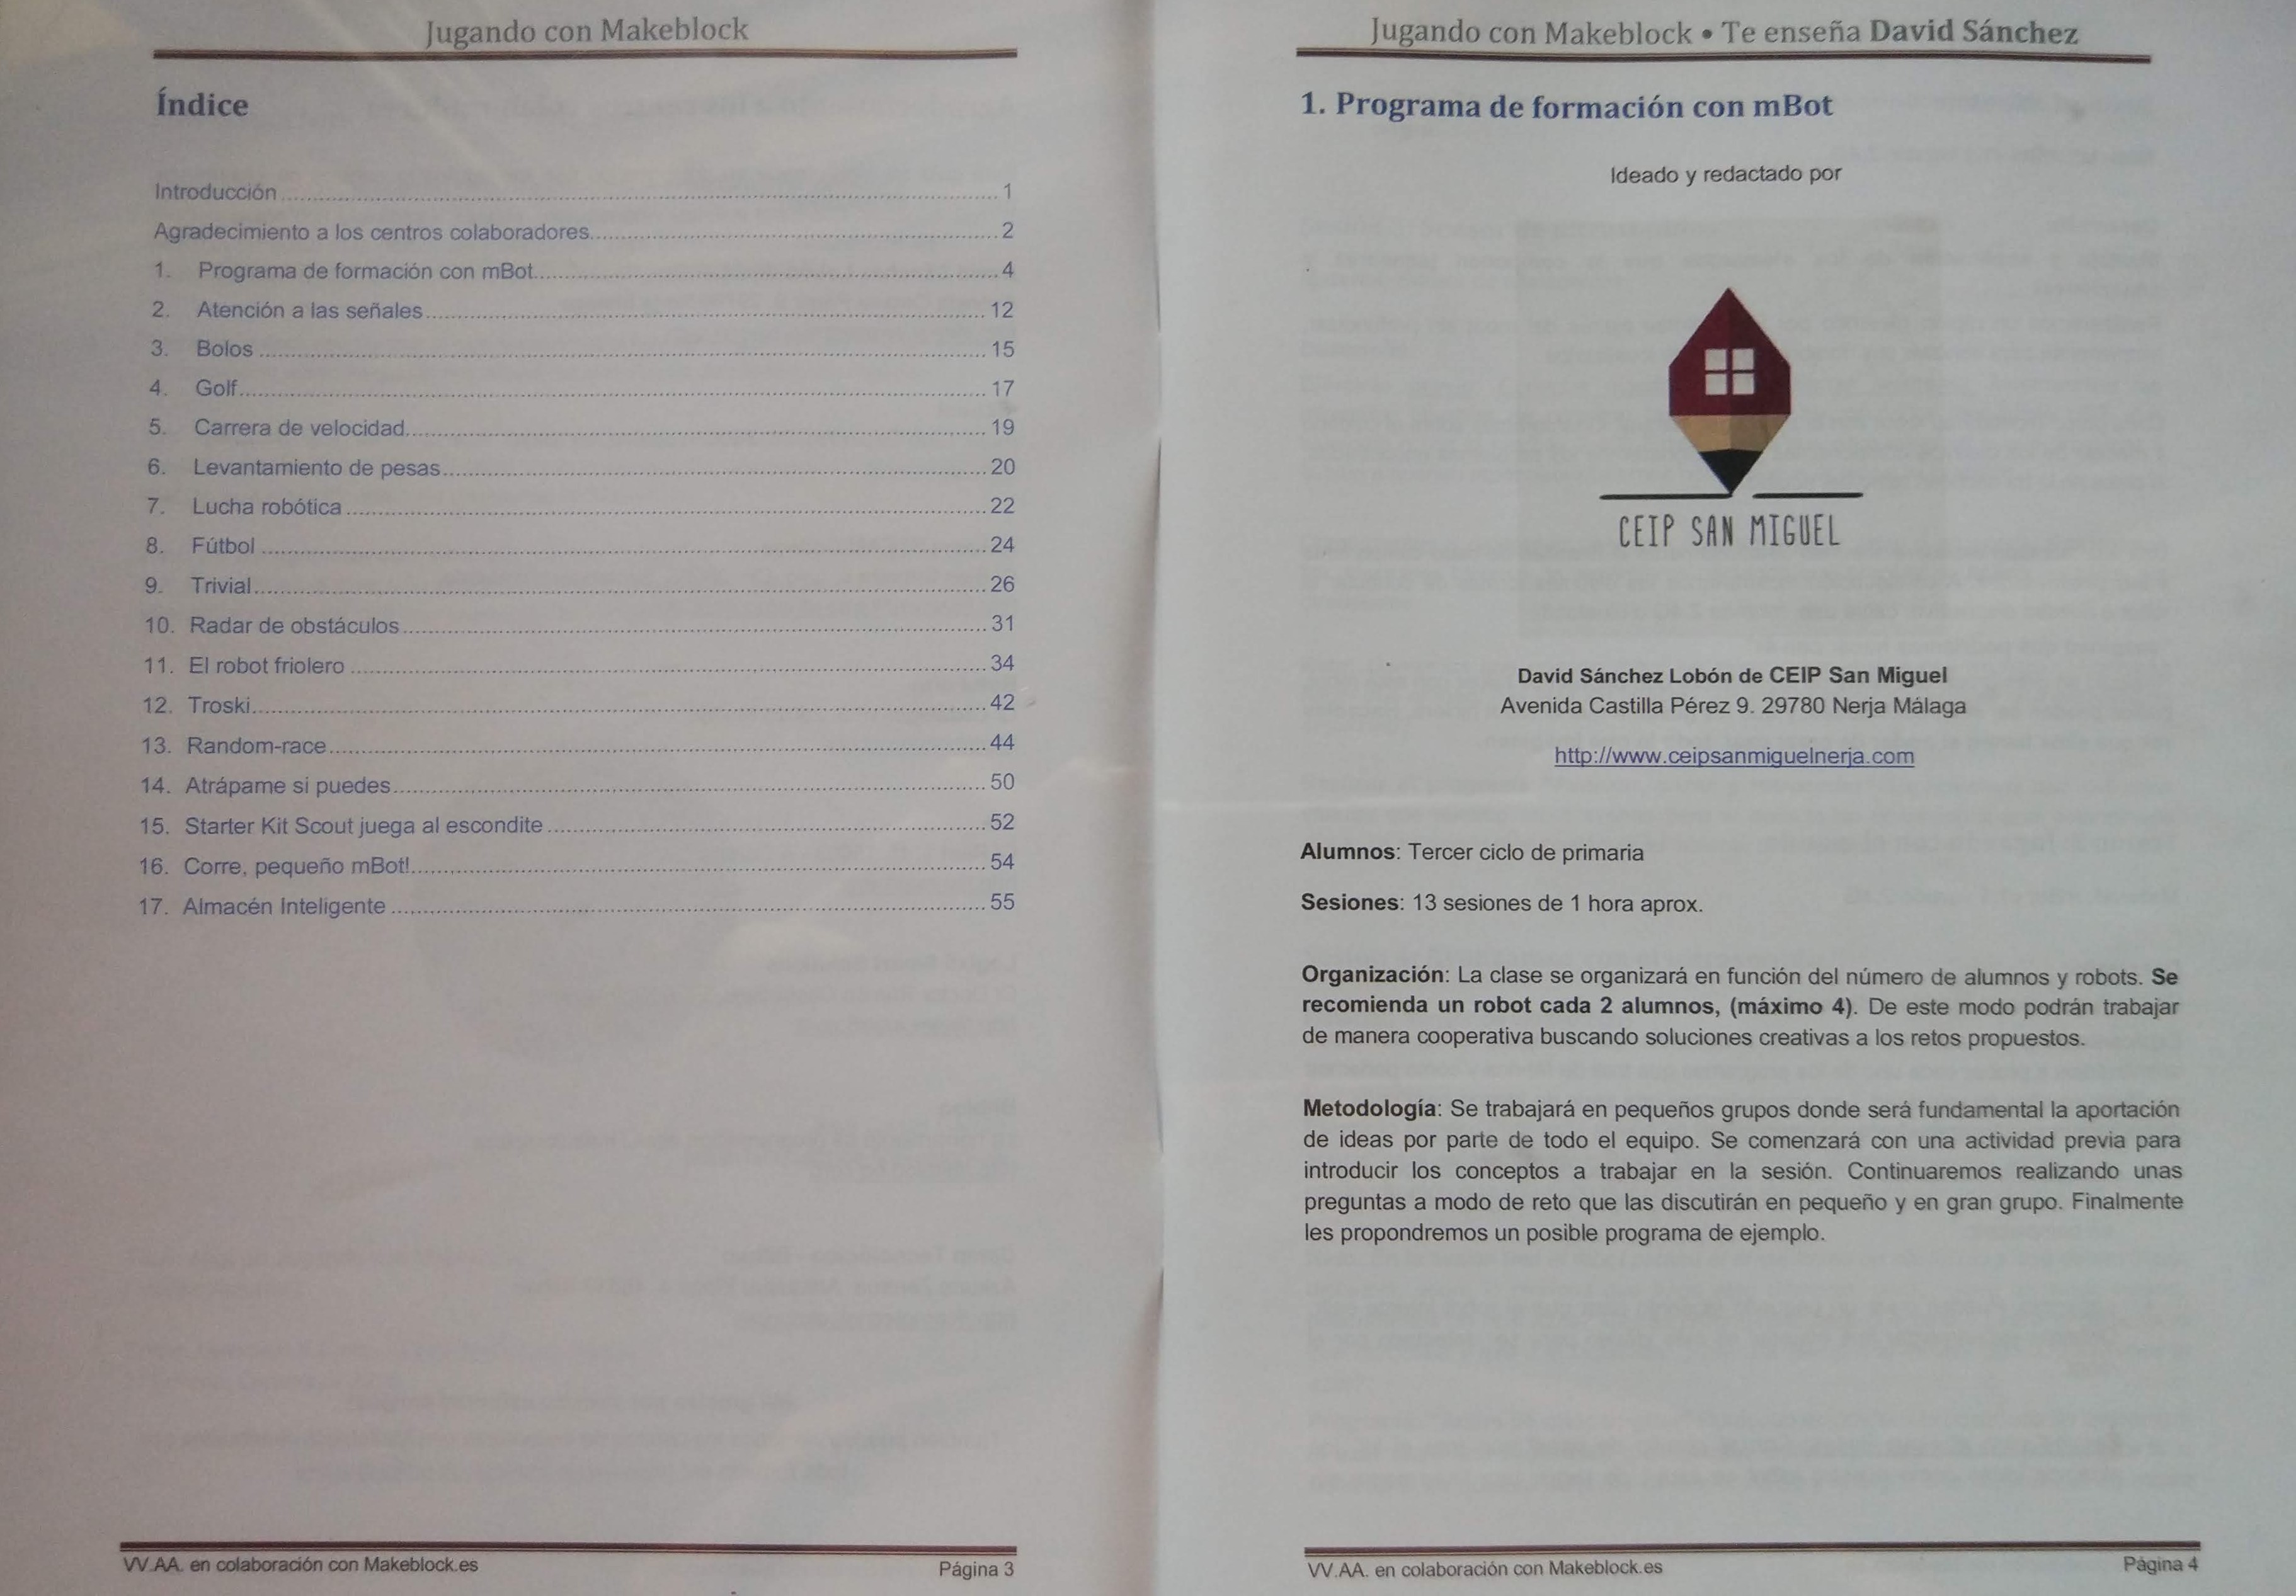 Jugando con Makeblock
Índice
Introducción 1
Agradecimiento a los centros colaboradores 2
1. Programa de formación con mBot 4
2. Atención a las señales 12
3. Bolos 15
4. Golf 17
5. Carrera de velocidad 19
6. Levantamiento de pesas 20
7. Lucha robótica 22
8. Fútbol 24
9. Trivial 26
10. Radar de obstáculos 31
11. El robot friolero 34
12. Troski 42
13. Random-race 44
14. Atrápame si puedes 50
15. Starter Kit Scout juega al escondite 52
16. Corre, pequeño mBot! 54
17. Almacén Inteligente 55
VV.AA. en colaboración con Makeblock.es Página 3
Jugando con Makeblock • Te enseña David Sánchez
1. Programa de formación con mBot
Ideado y redactado por
CEIP SAN MIGUEL
David Sánchez Lobón de CEIP San Miguel
Avenida Castilla Pérez 9. 29780 Nerja Málaga
http://www.ceipsanmiguelnerja.com
Alumnos: Tercer ciclo de primaria
Sesiones: 13 sesiones de 1 hora aprox.
Organización: La clase se organizará en función del número de alumnos y robots. Se
recomienda un robot cada 2 alumnos, (máximo 4). De este modo podrán trabajar
de manera cooperativa buscando soluciones creativas a los retos propuestos.
Metodología: Se trabajará en pequeños grupos donde será fundamental la aportación
de ideas por parte de todo el equipo. Se comenzará con una actividad previa para
introducir los conceptos a trabajar en la sesión. Continuaremos realizando unas
preguntas a modo de reto que las discutirán en pequeño y en gran grupo. Finalmente
les propondremos un posible programa de ejemplo.
VV.AA. en colaboración con Makeblock.es Página 4